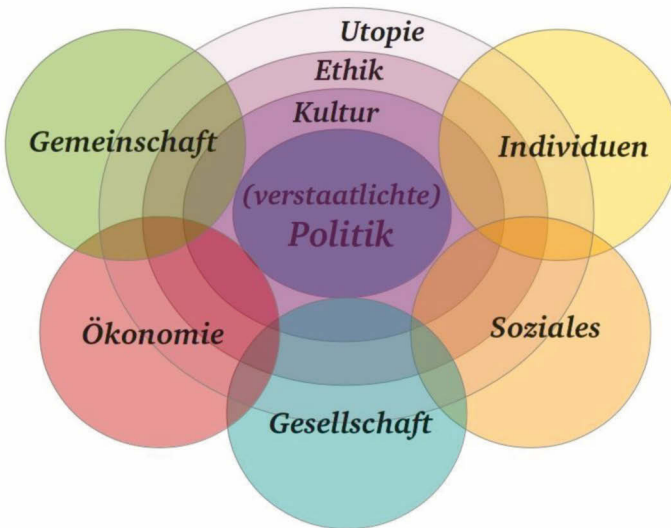 Utopie
Ethik
Kultur
Gemeinschaft
Individuen
(verstaatlichte)
Politik
Ökonomie
Soziales
Gesellschaft